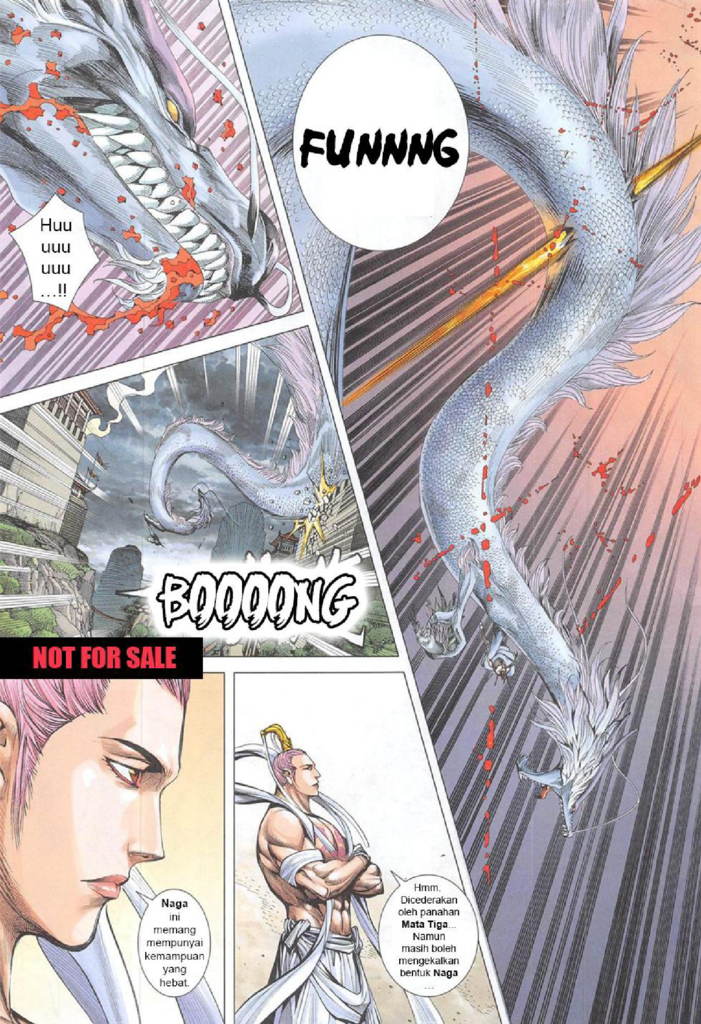 Huu
uuu
uuu
...!!
FUNNNG
BOOOONG
NOT FOR SALE
Naga
ini
memang
mempunyai
kemampuan
yang
hebat.
Hmm.
Dicederakan
oleh panahan
Mata Tiga...
Namun
masih boleh
mengekalkan
bentuk Naga
...